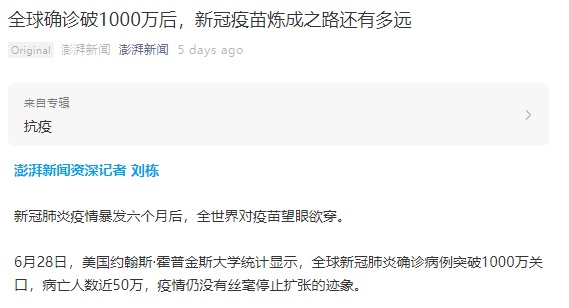 全球确诊破1000万后，新冠疫苗炼成之路还有多远
Original 澎湃新闻 澎湃新闻 5 days ago
来自专辑
抗疫
澎湃新闻资深记者 刘栋
新冠肺炎疫情暴发六个月后，全世界对疫苗望眼欲穿。
6月28日，美国约翰斯·霍普金斯大学统计显示，全球新冠肺炎确诊病例突破1000万关
口，病亡人数近50万，疫情仍没有丝毫停止扩张的迹象。